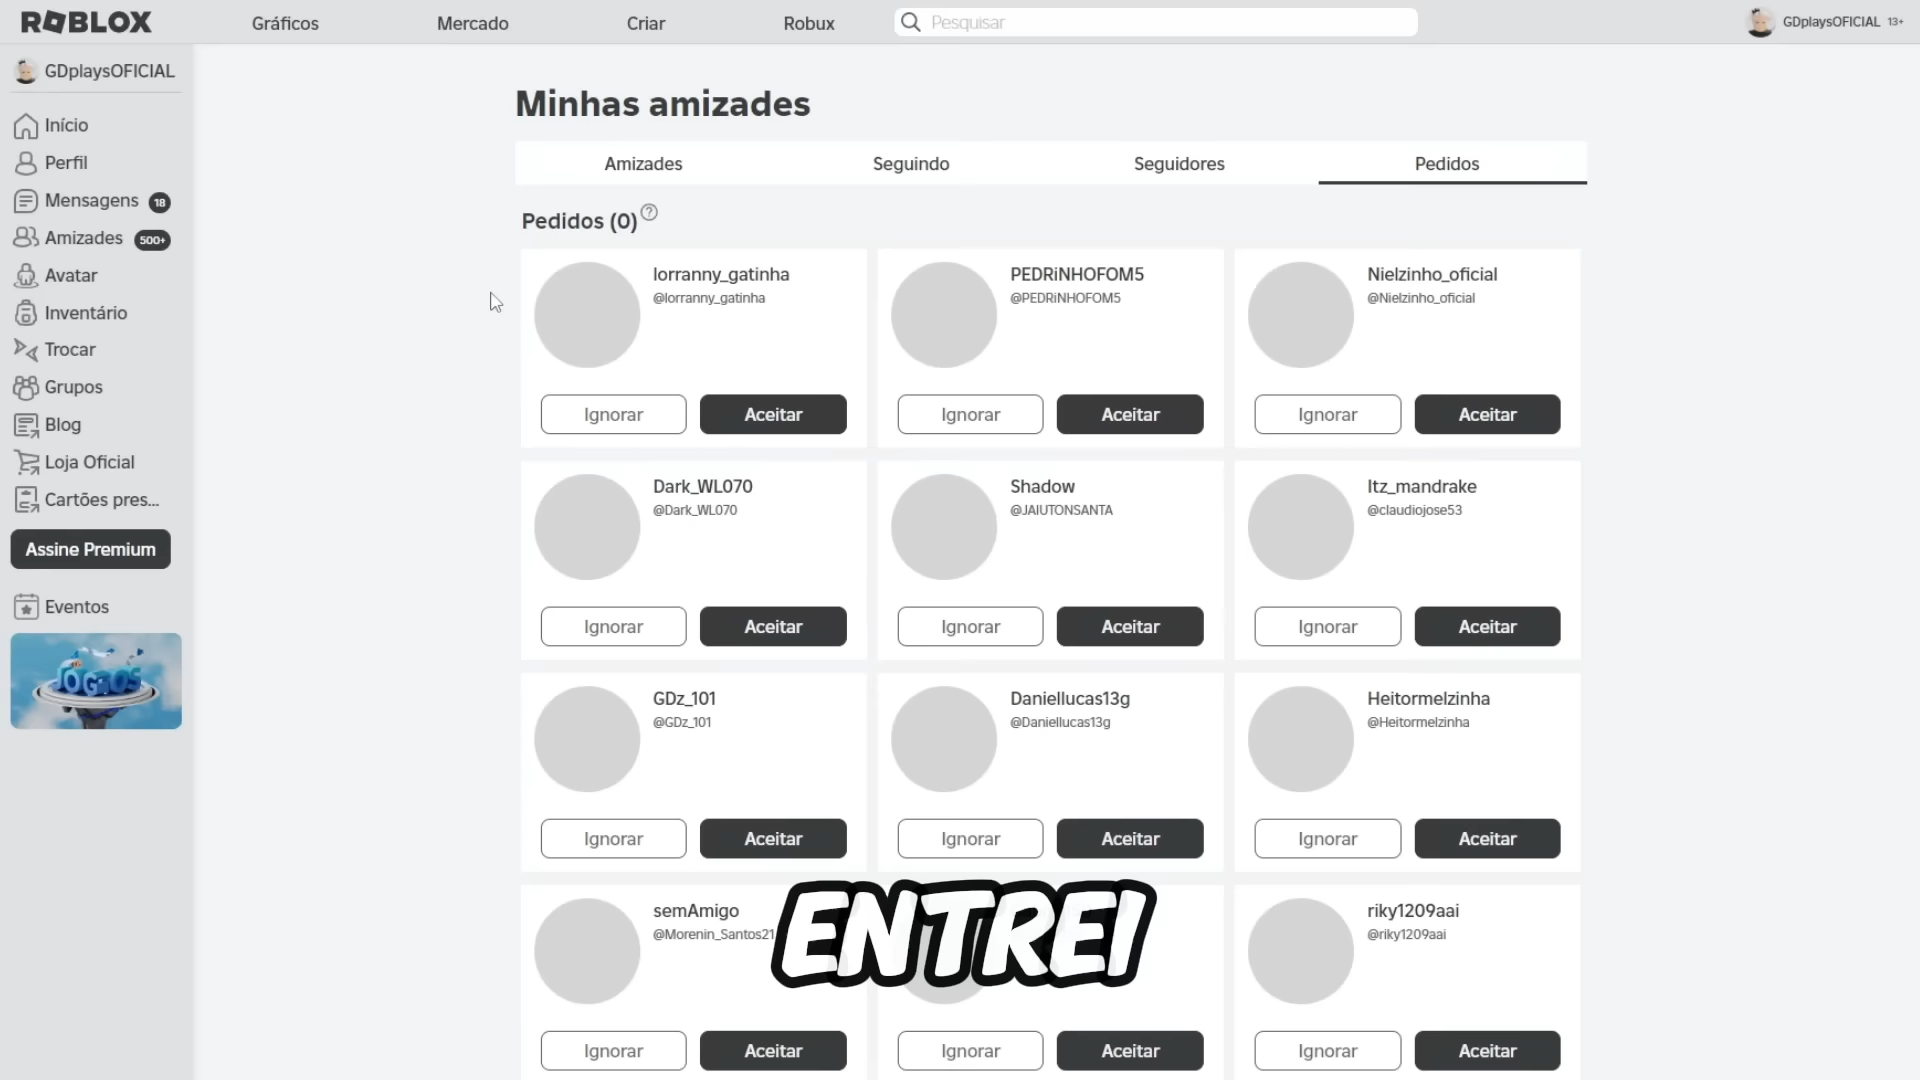 ROBLOX
Gráficos
Mercado
Criar
Robux
Pesquisar
GDplaysOFICIAL 13+
GDplaysOFICIAL
Início
Perfil
Mensagens 18
Amizades 500+
Avatar
Inventário
Trocar
Grupos
Blog
Loja Oficial
Cartões pres...
Assine Premium
Eventos
JOGOS
Minhas amizades
Amizades
Seguindo
Seguidores
Pedidos
Pedidos (0) ?
lorranny_gatinha
@lorranny_gatinha
Ignorar
Aceitar
PEDRiNHOFOM5
@PEDRiNHOFOM5
Ignorar
Aceitar
Nielzinho_oficial
@Nielzinho_oficial
Ignorar
Aceitar
Dark_WL070
@Dark_WL070
Ignorar
Aceitar
Shadow
@JAIUTONSANTA
Ignorar
Aceitar
Itz_mandrake
@claudiojose53
Ignorar
Aceitar
GDz_101
@GDz_101
Ignorar
Aceitar
Daniellucas13g
@Daniellucas13g
Ignorar
Aceitar
Heitormelzinha
@Heitormelzinha
Ignorar
Aceitar
semAmigo
@Morenin_Santos21
Ignorar
Aceitar
ENTREI
Ignorar
Aceitar
riky1209aai
@riky1209aai
Ignorar
Aceitar